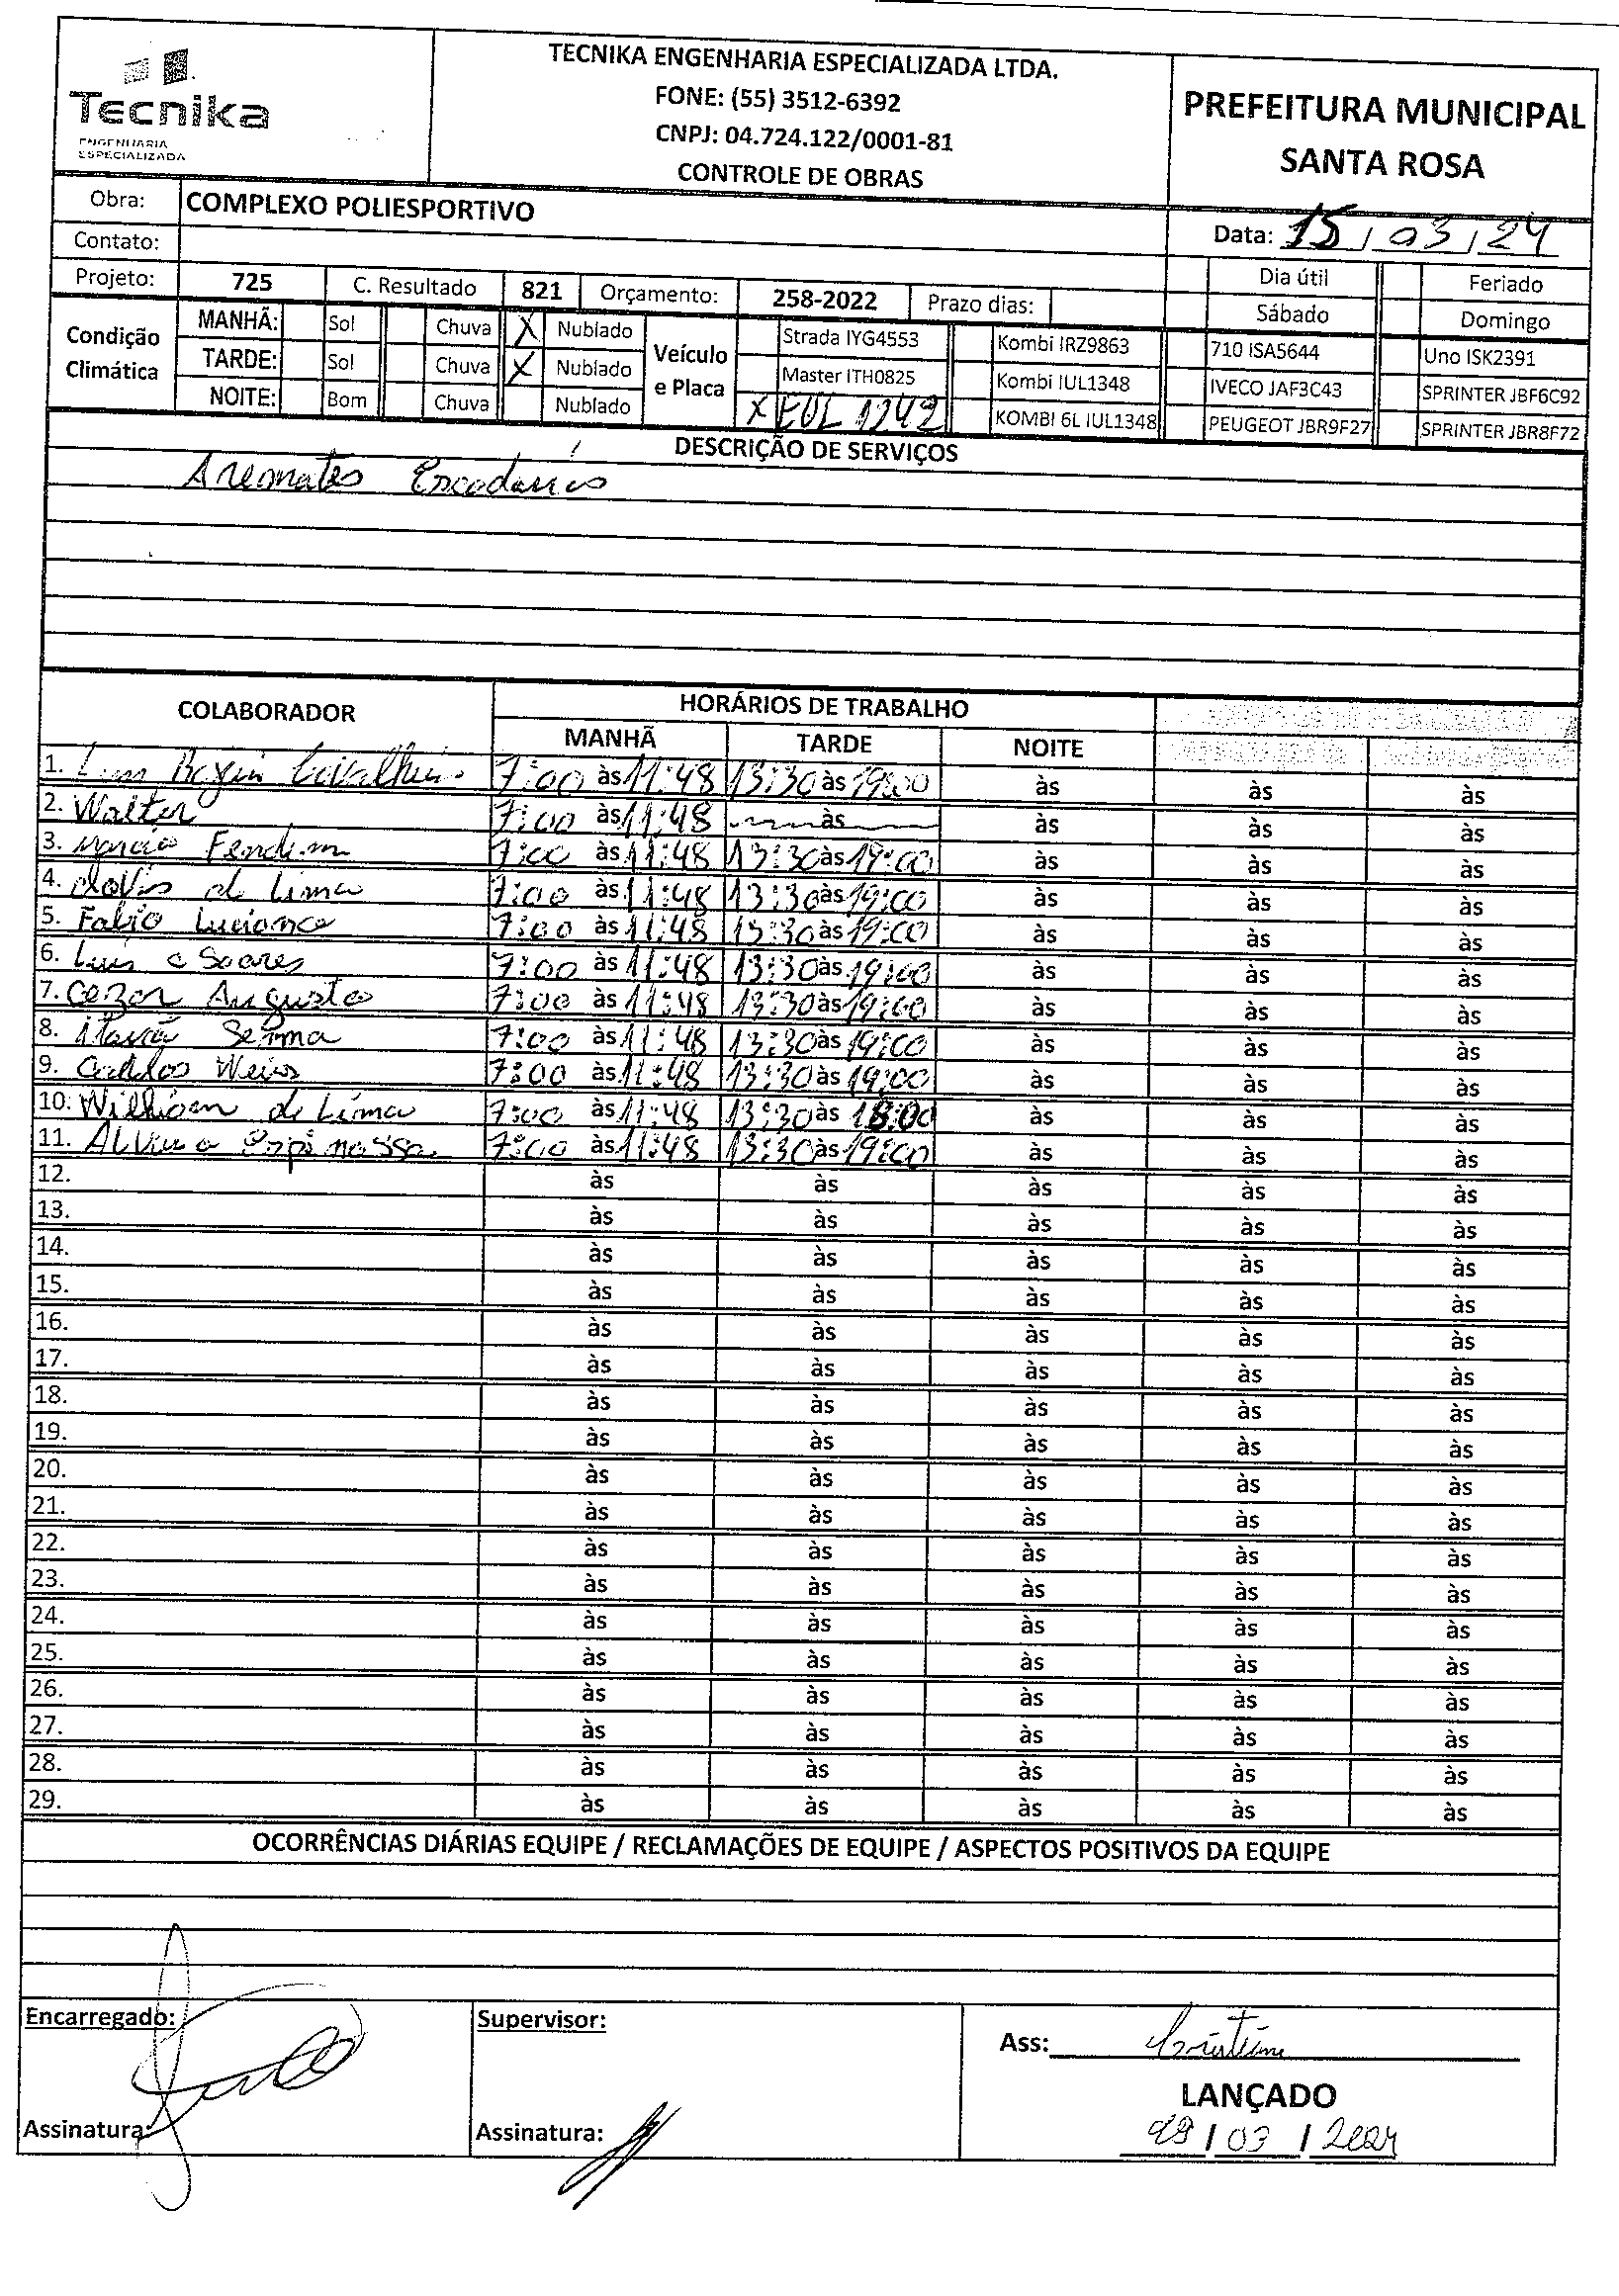 Tecnika
ENGENHARIA
ESPECIALIZADA
TECNIKA ENGENHARIA ESPECIALIZADA LTDA.
FONE: (55) 3512-6392
CNPJ: 04.724.122/0001-81
CONTROLE DE OBRAS
PREFEITURA MUNICIPAL
SANTA ROSA
Obra: COMPLEXO POLIESPORTIVO
Data: 15/03/24
Contato:
Projeto: 725 C. Resultado 821 Orçamento: 258-2022 Prazo dias:
Dia útil Feriado
Sábado Domingo
Condição Climática
MANHÃ: Sol Chuva X Nublado
TARDE: Sol Chuva X Nublado
NOITE: Bom Chuva Nublado
Veículo e Placa
Strada IYG4553 Kombi IRZ9863 710 ISA5644 Uno ISK2391
Master ITH0825 Kombi IUL1348 IVECO JAF3C43 SPRINTER JBF6C92
X 1242 KOMBI 6L IUL1348 PEUGEOT JBR9F27 SPRINTER JBR8F72
DESCRIÇÃO DE SERVIÇOS
COLABORADOR HORÁRIOS DE TRABALHO
MANHÃ TARDE NOITE
1. 7:00 às 11:48 13:30 às 19:00 às às às
2. Walter 7:00 às 11:48 às às às às
3. 7:00 às 11:48 13:30 às 19:00 às às às
4. de Lima 7:00 às 11:48 13:30 às 19:00 às às às
5. Fabio Luciano 7:00 às 11:48 13:30 às 19:00 às às às
6. Luis Soares 7:00 às 11:48 13:30 às 19:00 às às às
7. Cezar Augusto 7:00 às 11:48 13:30 às 19:00 às às às
8. 7:00 às 11:48 13:30 às 19:00 às às às
9. 7:00 às 11:48 13:30 às 19:00 às às às
10. Willian de Lima 7:00 às 11:48 13:30 às 18:00 às às às
11. 7:00 às 11:48 13:30 às 19:00 às às às
12. às às às às às
13. às às às às às
14. às às às às às
15. às às às às às
16. às às às às às
17. às às às às às
18. às às às às às
19. às às às às às
20. às às às às às
21. às às às às às
22. às às às às às
23. às às às às às
24. às às às às às
25. às às às às às
26. às às às às às
27. às às às às às
28. às às às às às
29. às às às às às
OCORRÊNCIAS DIÁRIAS EQUIPE / RECLAMAÇÕES DE EQUIPE / ASPECTOS POSITIVOS DA EQUIPE
Encarregado: Supervisor:
Ass:
LANÇADO
Assinatura: Assinatura:
/ 03 / 2024